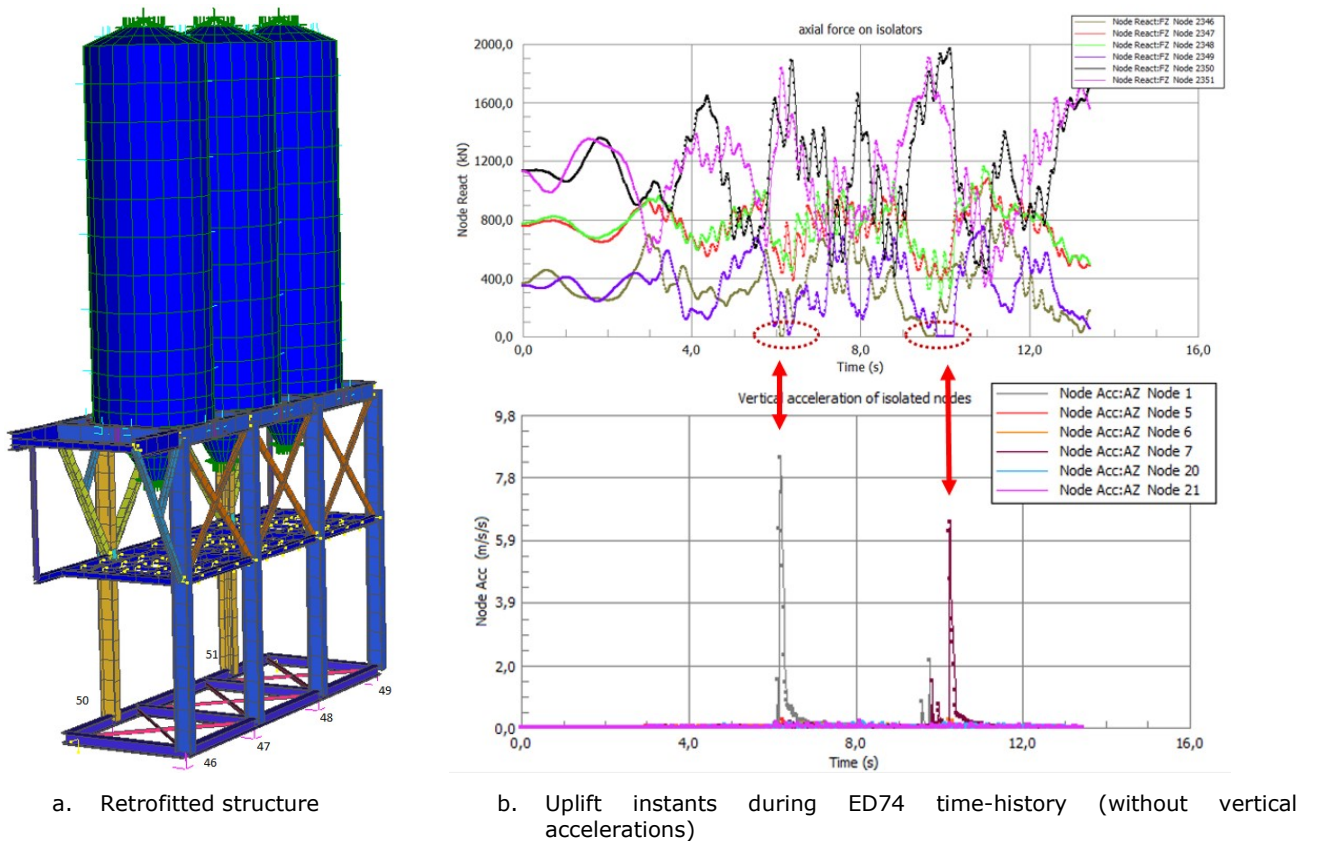 axial force on isolators
Node React:FZ Node 2346
Node React:FZ Node 2347
Node React:FZ Node 2348
Node React:FZ Node 2349
Node React:FZ Node 2350
Node React:FZ Node 2351
2000,0
1600,0
1200,0
800,0
400,0
0,0
Node React (kN)
0,0 4,0 8,0 12,0 16,0
Time (s)
Vertical acceleration of isolated nodes
Node Acc:AZ Node 1
Node Acc:AZ Node 5
Node Acc:AZ Node 6
Node Acc:AZ Node 7
Node Acc:AZ Node 20
Node Acc:AZ Node 21
9,8
7,8
5,9
3,9
2,0
0,0
Node Acc (m/s/s)
0,0 4,0 8,0 12,0 16,0
Time (s)
51
50
49
48
47
46
a. Retrofitted structure
b. Uplift instants during ED74 time-history (without vertical
accelerations)